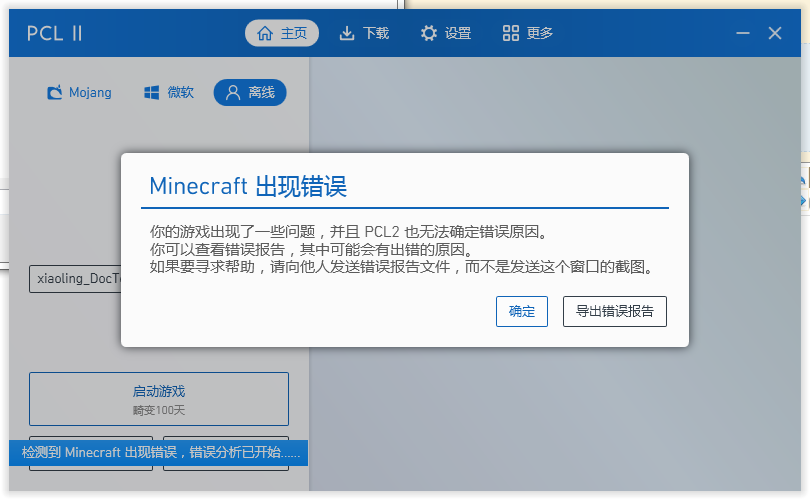 PCL II
主页
下载
设置
更多
Mojang
微软
离线
Minecraft 出现错误
你的游戏出现了一些问题，并且 PCL2 也无法确定错误原因。
你可以查看错误报告，其中可能会有出错的原因。
如果要寻求帮助，请向他人发送错误报告文件，而不是发送这个窗口的截图。
xiaoling_DocT
确定
导出错误报告
启动游戏
畸变100天
检测到 Minecraft 出现错误，错误分析已开始......